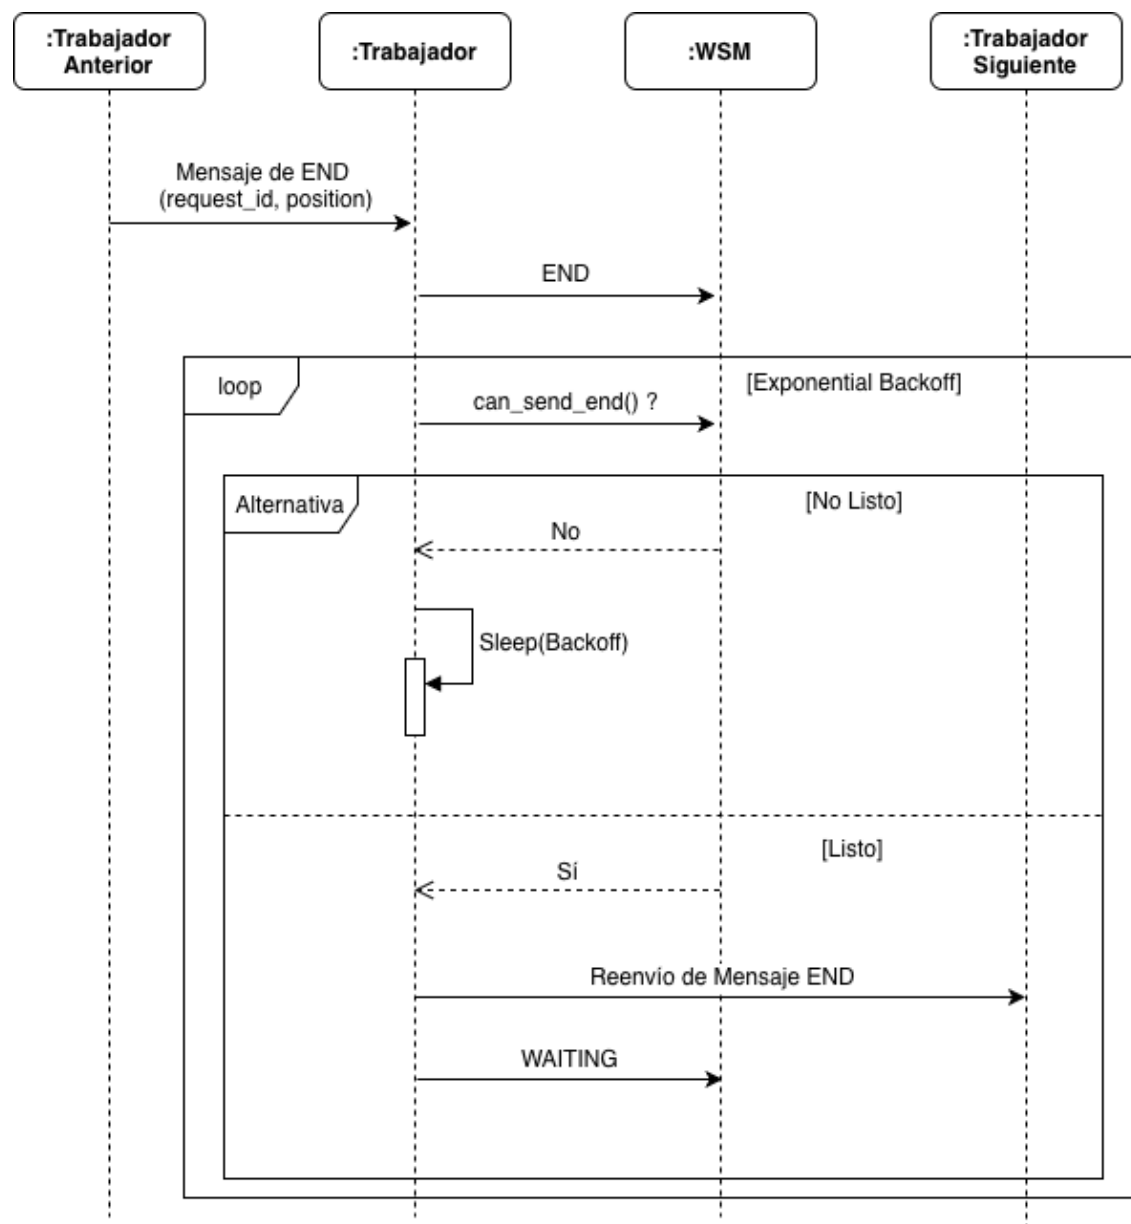 :Trabajador
Anterior
:Trabajador
:WSM
:Trabajador
Siguiente
Mensaje de END
(request_id, position)
END
loop
[Exponential Backoff]
can_send_end() ?
Alternativa
[No Listo]
No
Sleep(Backoff)
[Listo]
Sí
Reenvío de Mensaje END
WAITING